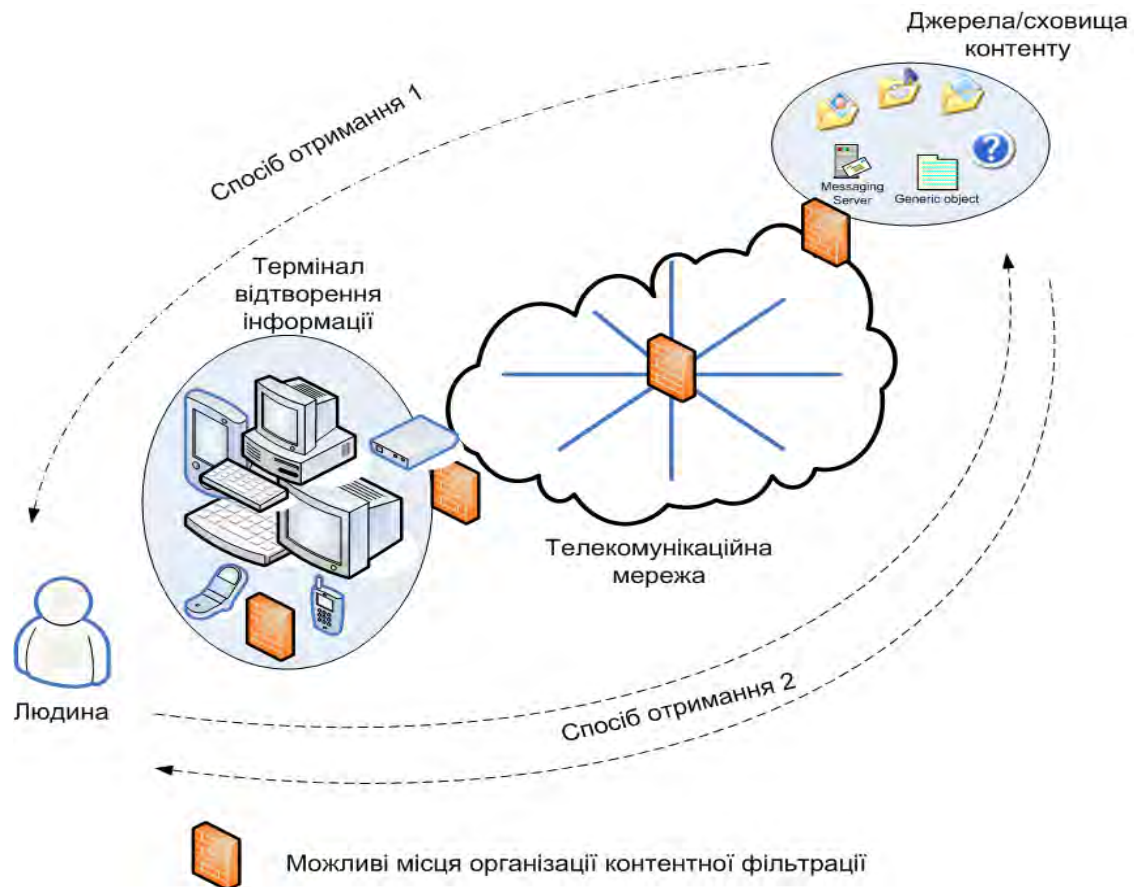 Джерела/сховища
контенту
Messaging
Server
Generic object
Спосіб отримання 1
Термінал
відтворення
інформації
Телекомунікаційна
мережа
Людина
Спосіб отримання 2
Можливі місця організації контентної фільтрації